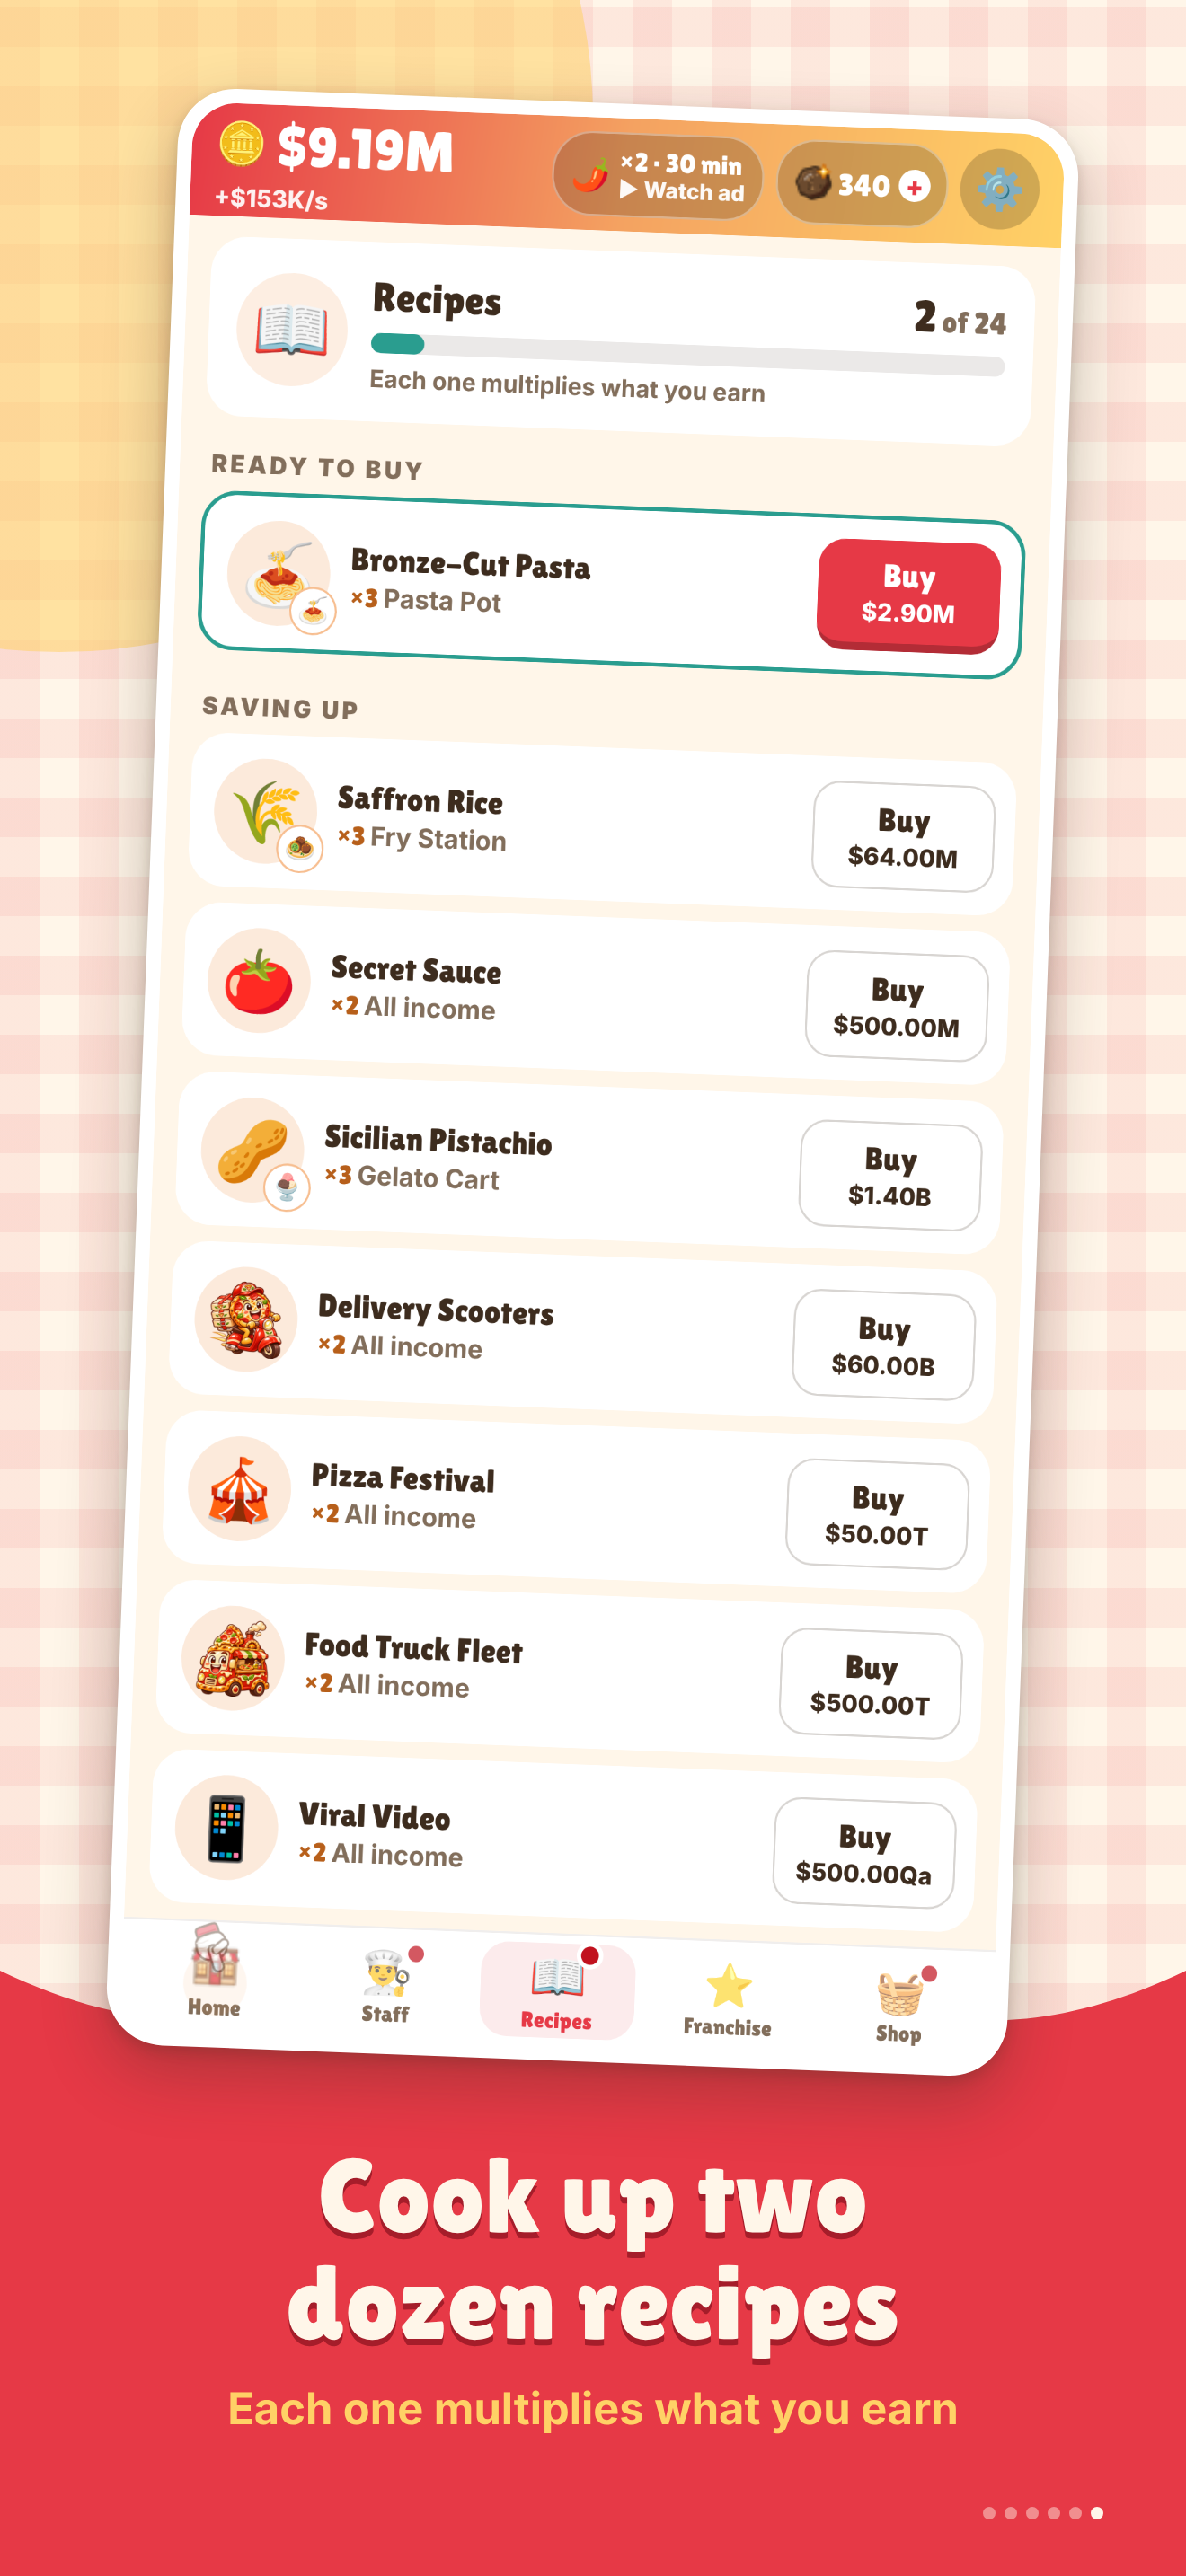 $9.19M
+$153K/s
×2 · 30 min
▶ Watch ad
340 +
Recipes
2 of 24
Each one multiplies what you earn
READY TO BUY
Bronze-Cut Pasta
×3 Pasta Pot
Buy
$2.90M
SAVING UP
Saffron Rice
×3 Fry Station
Buy
$64.00M
Secret Sauce
×2 All income
Buy
$500.00M
Sicilian Pistachio
×3 Gelato Cart
Buy
$1.40B
Delivery Scooters
×2 All income
Buy
$60.00B
Pizza Festival
×2 All income
Buy
$50.00T
Food Truck Fleet
×2 All income
Buy
$500.00T
Viral Video
×2 All income
Buy
$500.00Qa
Home
Staff
Recipes
Franchise
Shop
Cook up two
dozen recipes
Each one multiplies what you earn